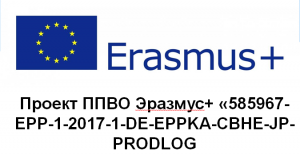 Erasmus+
Проект ППВО Эразмус+ «585967-
EPP-1-2017-1-DE-EPPKA-CBHE-JP-
PRODLOG